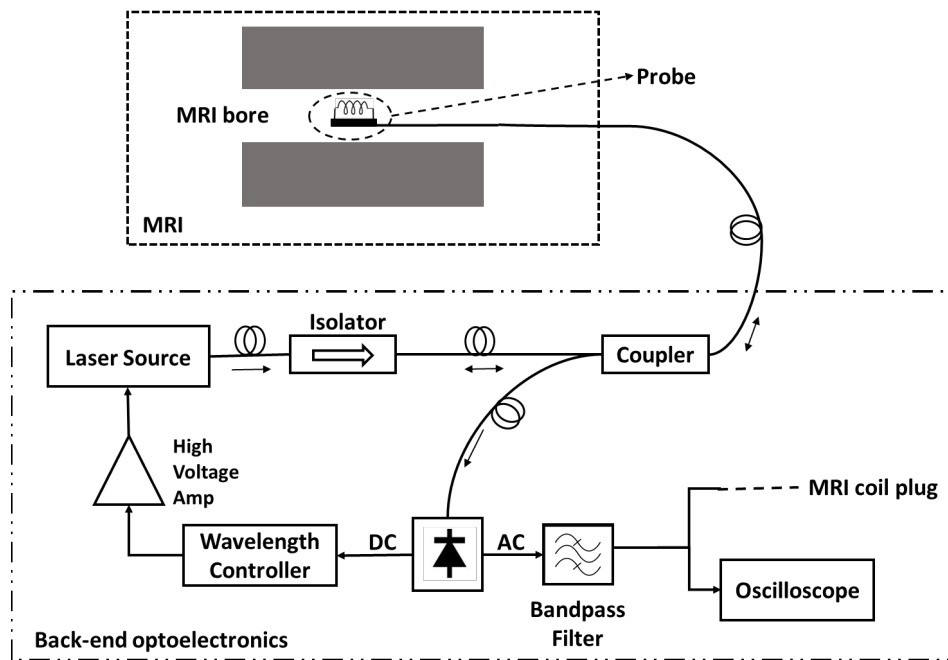 Probe
MRI bore
MRI
Isolator
Laser Source
Coupler
High
Voltage
Amp
MRI coil plug
Wavelength
Controller
DC
AC
Oscilloscope
Bandpass
Filter
Back-end optoelectronics